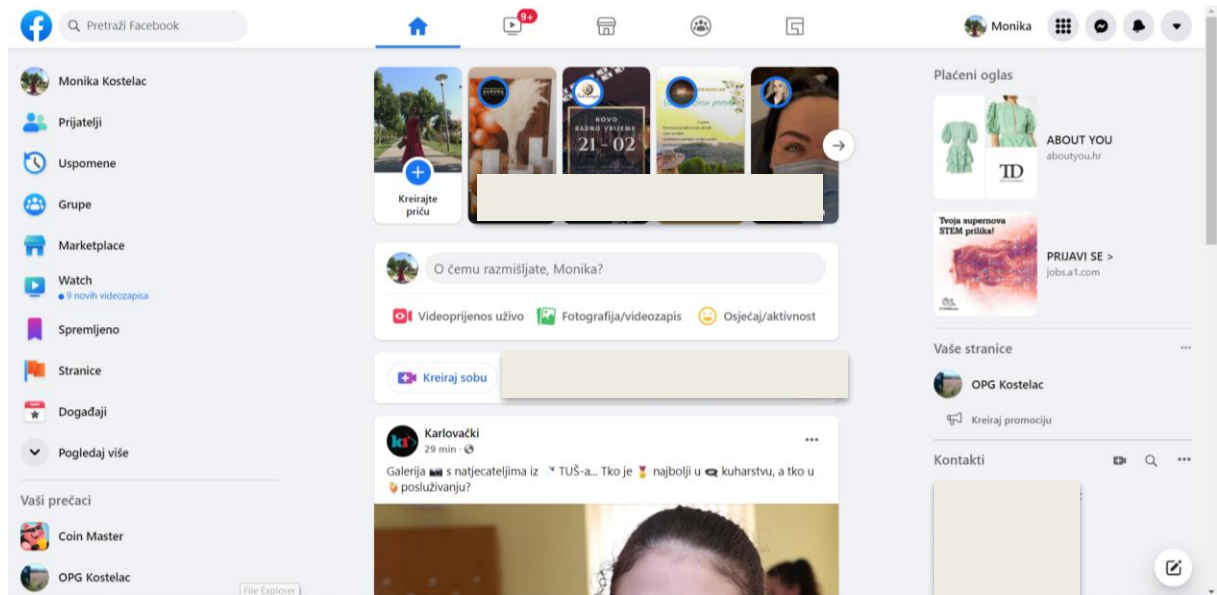 Pretraži Facebook
9+
Monika
Monika Kostelac
Prijatelji
Uspomene
Grupe
Marketplace
Watch
9 novih videozapisa
Spremljeno
Stranice
Događaji
Pogledaj više
Vaši prečaci
Coin Master
OPG Kostelac
File Explorer
Kreirajte
priču
AURORA
NOVO
RADNO VRIJEME
21 - 02
O čemu razmišljate, Monika?
Videoprijenos uživo
Fotografija/videozapis
Osjećaj/aktivnost
Kreiraj sobu
Karlovački
29 min
Galerija s natjecateljima iz TUŠ-a... Tko je najbolji u kuharstvu, a tko u
posluživanju?
Plaćeni oglas
TD
ABOUT YOU
aboutyou.hr
Tvoja supernova
STEM prilika!
PRIJAVI SE >
jobs.a1.com
Vaše stranice
OPG Kostelac
Kreiraj promociju
Kontakti